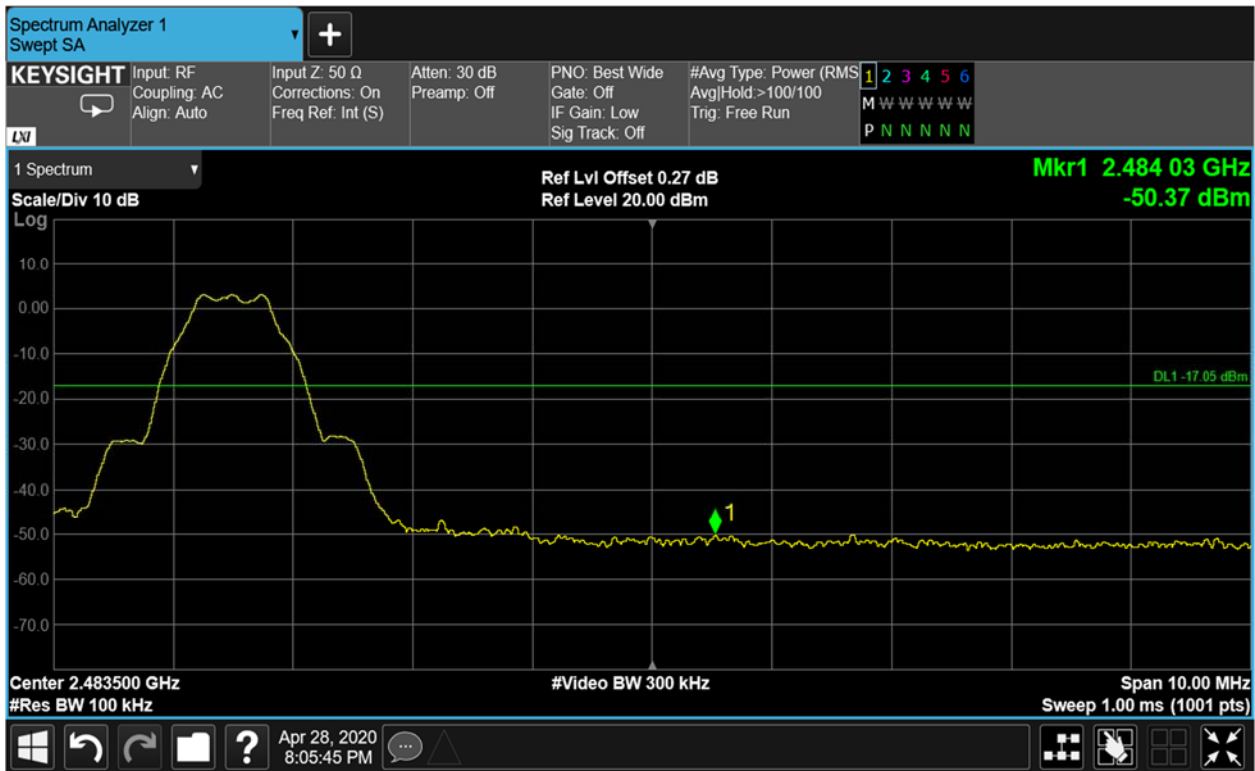 Spectrum Analyzer 1
Swept SA
+
KEYSIGHT
LXI
Input: RF
Coupling: AC
Align: Auto
Input Z: 50 Ω
Corrections: On
Freq Ref: Int (S)
Atten: 30 dB
Preamp: Off
PNO: Best Wide
Gate: Off
IF Gain: Low
Sig Track: Off
#Avg Type: Power (RMS
Avg|Hold:>100/100
Trig: Free Run
1 2 3 4 5 6
M W W W W W
P N N N N N
1 Spectrum
Scale/Div 10 dB
Ref Lvl Offset 0.27 dB
Ref Level 20.00 dBm
Mkr1 2.484 03 GHz
-50.37 dBm
Log
10.0
0.00
-10.0
DL1 -17.05 dBm
-20.0
-30.0
-40.0
1
-50.0
-60.0
-70.0
Center 2.483500 GHz
#Video BW 300 kHz
Span 10.00 MHz
#Res BW 100 kHz
Sweep 1.00 ms (1001 pts)
?
Apr 28, 2020
8:05:45 PM